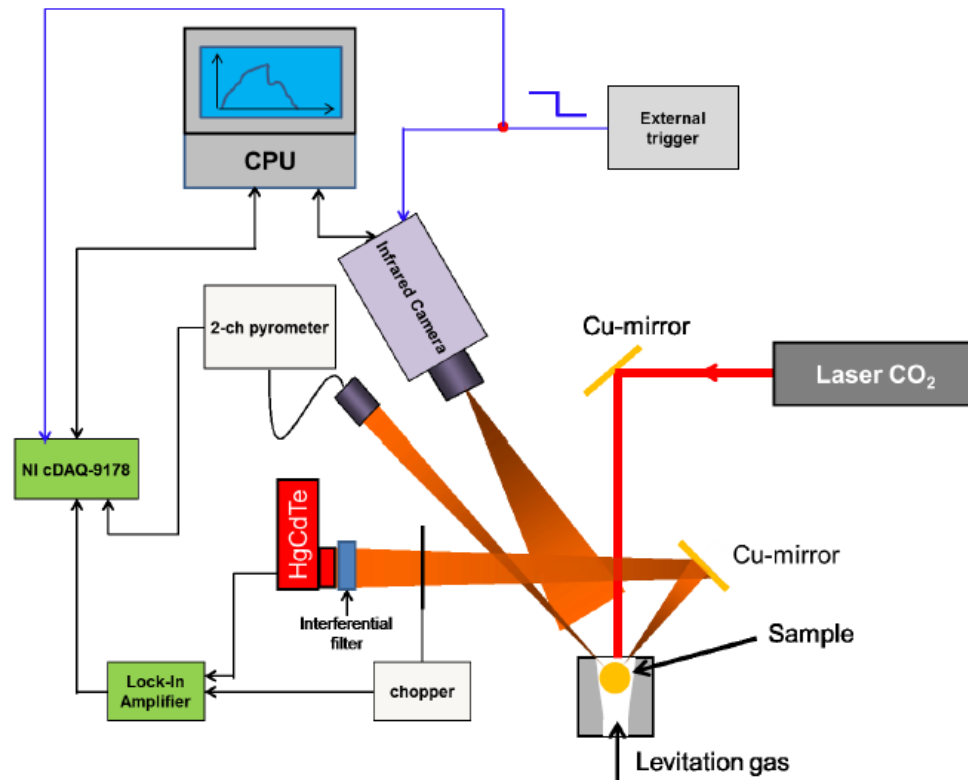 External
trigger
CPU
Infrared Camera
2-ch pyrometer
Cu-mirror
Laser CO₂
NI cDAQ-9178
HgCdTe
Cu-mirror
Interferential
filter
Sample
Lock-In
Amplifier
chopper
Levitation gas